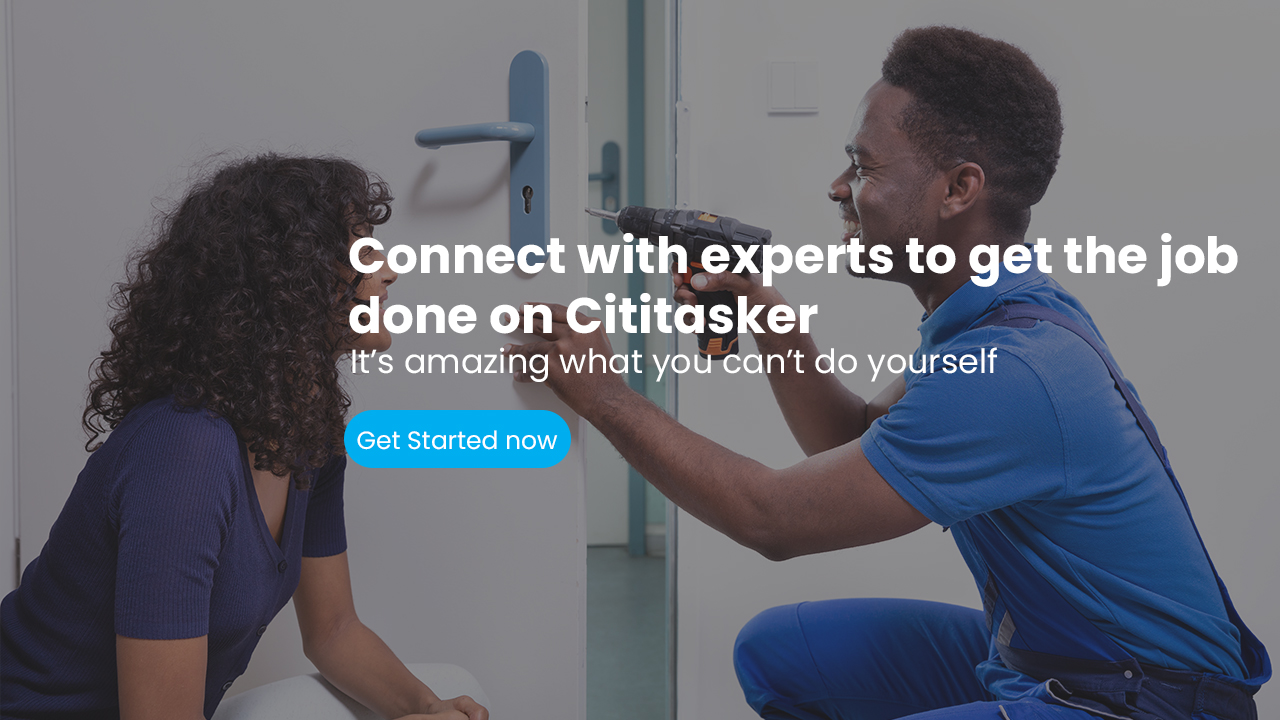 Connect with experts to get the job
done on Cititasker
It’s amazing what you can’t do yourself
Get Started now